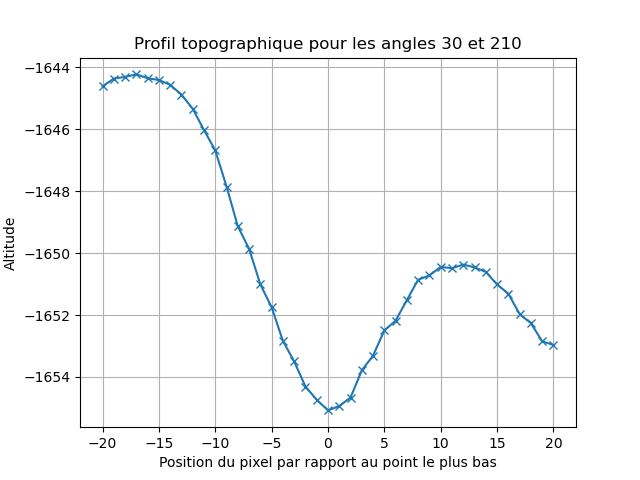 Profil topographique pour les angles 30 et 210
−1644
−1646
−1648
−1650
−1652
−1654
Altitude
−20 −15 −10 −5 0 5 10 15 20
Position du pixel par rapport au point le plus bas